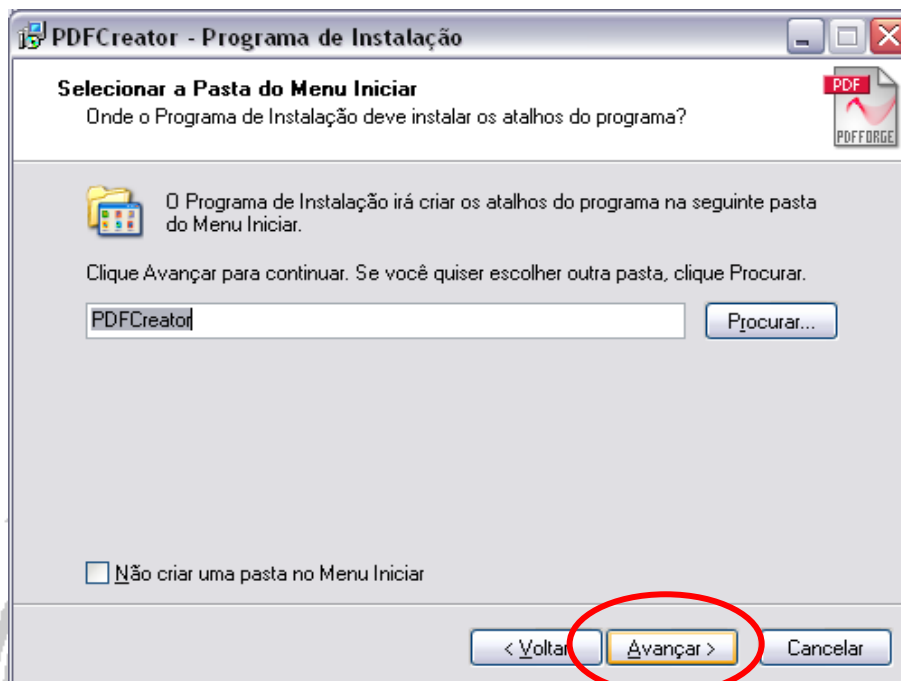 PDFCreator - Programa de Instalação
Selecionar a Pasta do Menu Iniciar
Onde o Programa de Instalação deve instalar os atalhos do programa?
PDF
PDFFORGE
O Programa de Instalação irá criar os atalhos do programa na seguinte pasta
do Menu Iniciar.
Clique Avançar para continuar. Se você quiser escolher outra pasta, clique Procurar.
PDFCreator
Procurar...
Não criar uma pasta no Menu Iniciar
< Voltar
Avançar >
Cancelar